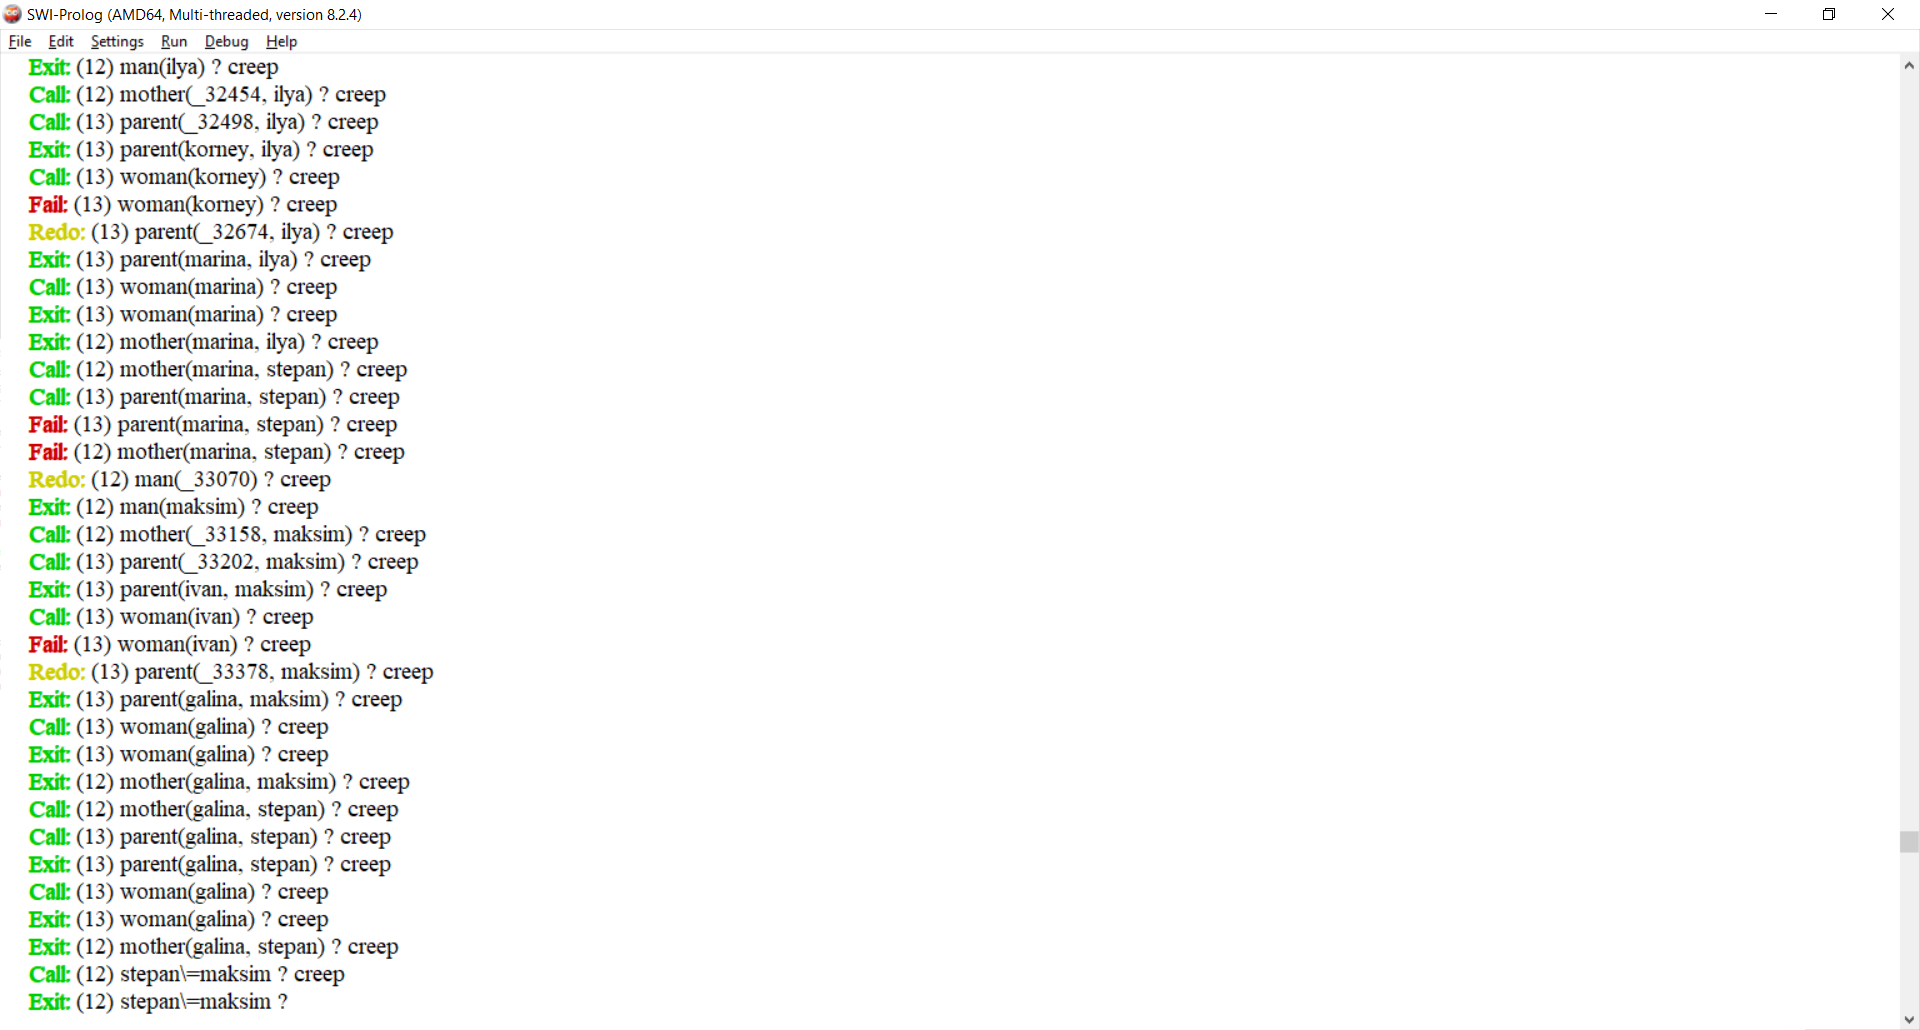 SWI-Prolog (AMD64, Multi-threaded, version 8.2.4)
File Edit Settings Run Debug Help
Exit: (12) man(ilya) ? creep
Call: (12) mother(_32454, ilya) ? creep
Call: (13) parent(_32498, ilya) ? creep
Exit: (13) parent(korney, ilya) ? creep
Call: (13) woman(korney) ? creep
Fail: (13) woman(korney) ? creep
Redo: (13) parent(_32674, ilya) ? creep
Exit: (13) parent(marina, ilya) ? creep
Call: (13) woman(marina) ? creep
Exit: (13) woman(marina) ? creep
Exit: (12) mother(marina, ilya) ? creep
Call: (12) mother(marina, stepan) ? creep
Call: (13) parent(marina, stepan) ? creep
Fail: (13) parent(marina, stepan) ? creep
Fail: (12) mother(marina, stepan) ? creep
Redo: (12) man(_33070) ? creep
Exit: (12) man(maksim) ? creep
Call: (12) mother(_33158, maksim) ? creep
Call: (13) parent(_33202, maksim) ? creep
Exit: (13) parent(ivan, maksim) ? creep
Call: (13) woman(ivan) ? creep
Fail: (13) woman(ivan) ? creep
Redo: (13) parent(_33378, maksim) ? creep
Exit: (13) parent(galina, maksim) ? creep
Call: (13) woman(galina) ? creep
Exit: (13) woman(galina) ? creep
Exit: (12) mother(galina, maksim) ? creep
Call: (12) mother(galina, stepan) ? creep
Call: (13) parent(galina, stepan) ? creep
Exit: (13) parent(galina, stepan) ? creep
Call: (13) woman(galina) ? creep
Exit: (13) woman(galina) ? creep
Exit: (12) mother(galina, stepan) ? creep
Call: (12) stepan\=maksim ? creep
Exit: (12) stepan\=maksim ?